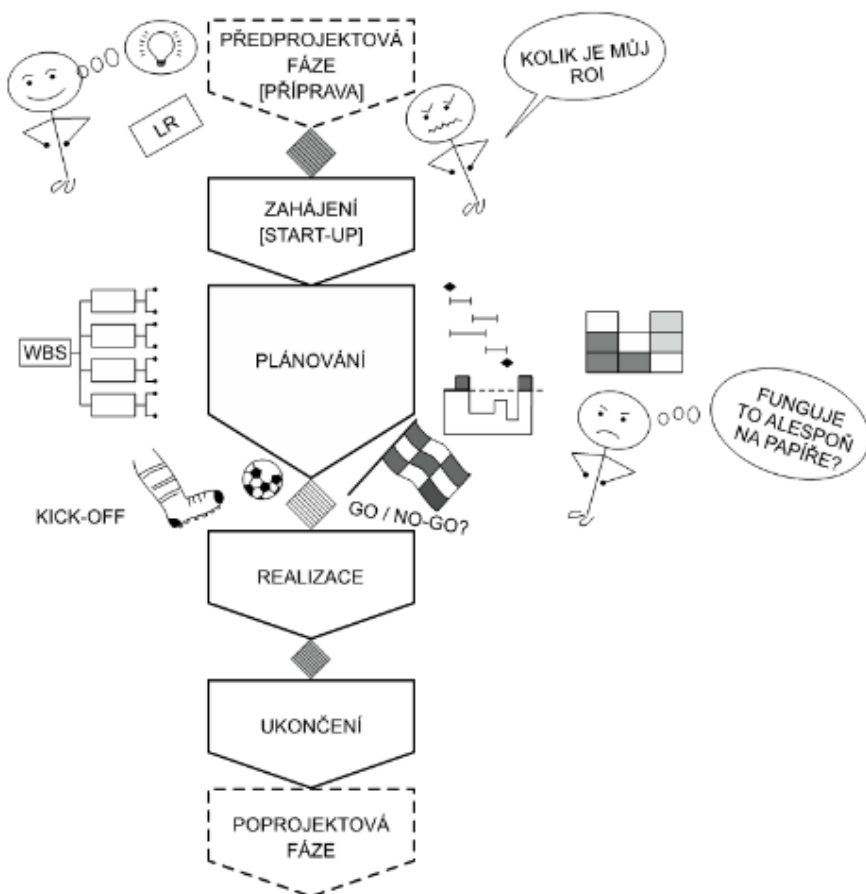 PŘEDPROJEKTOVÁ
FÁZE
[PŘÍPRAVA]
KOLIK JE MŮJ
ROI
LR
ZAHÁJENÍ
[START-UP]
WBS
PLÁNOVÁNÍ
FUNGUJE
TO ALESPOŇ
NA PAPÍŘE?
KICK-OFF
GO / NO-GO?
REALIZACE
UKONČENÍ
POPROJEKTOVÁ
FÁZE